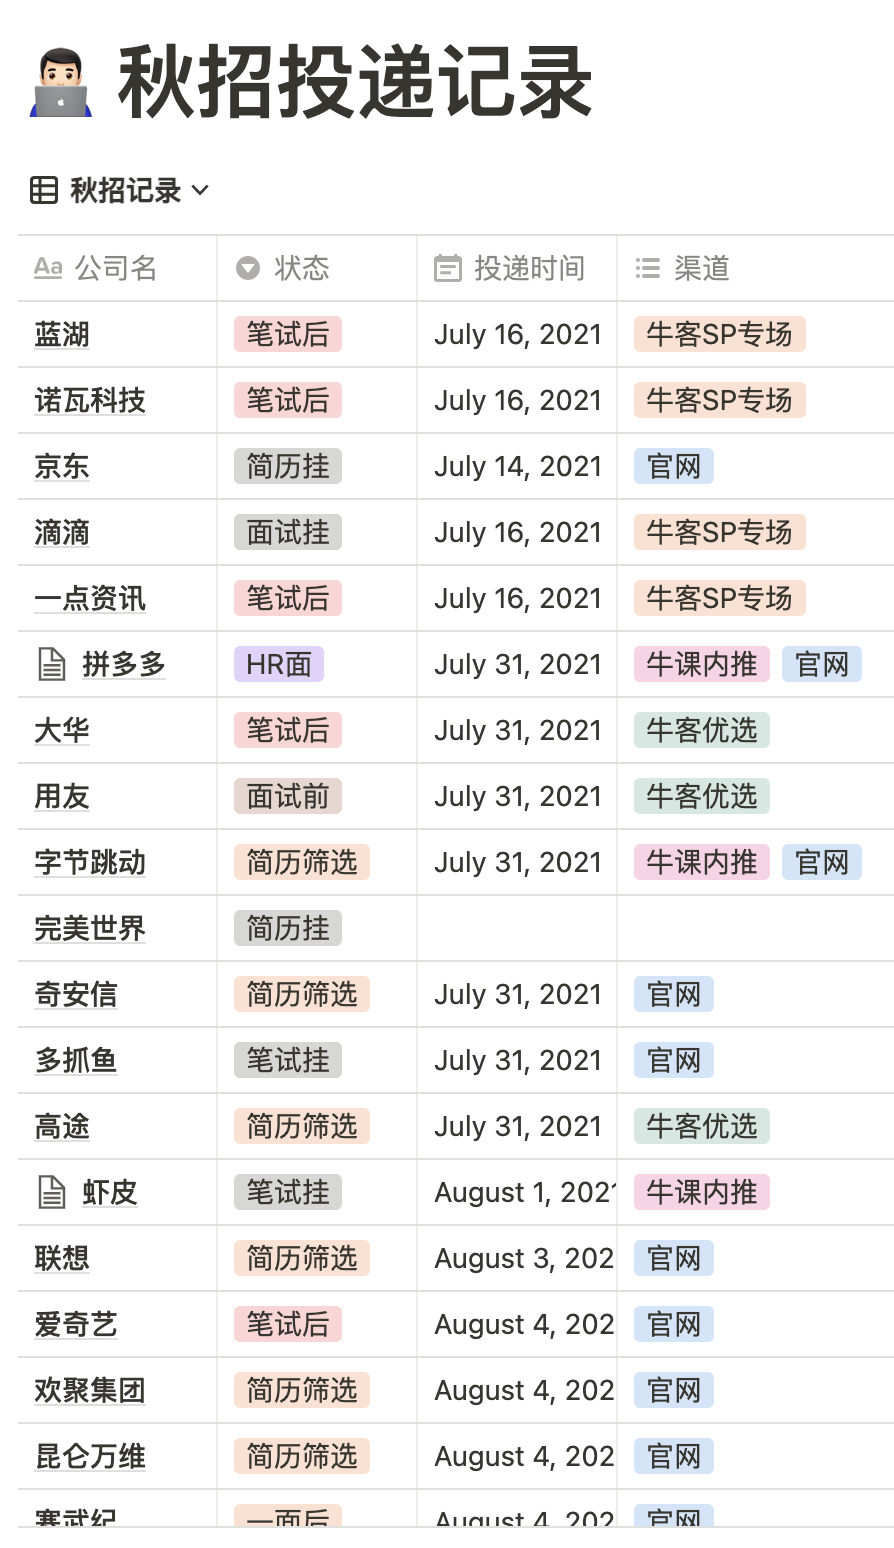 秋招投递记录
秋招记录
Aa 公司名 状态 投递时间 渠道
蓝湖 笔试后 July 16, 2021 牛客SP专场
诺瓦科技 笔试后 July 16, 2021 牛客SP专场
京东 简历挂 July 14, 2021 官网
滴滴 面试挂 July 16, 2021 牛客SP专场
一点资讯 笔试后 July 16, 2021 牛客SP专场
拼多多 HR面 July 31, 2021 牛课内推 官网
大华 笔试后 July 31, 2021 牛客优选
用友 面试前 July 31, 2021 牛客优选
字节跳动 简历筛选 July 31, 2021 牛课内推 官网
完美世界 简历挂
奇安信 简历筛选 July 31, 2021 官网
多抓鱼 笔试挂 July 31, 2021 官网
高途 简历筛选 July 31, 2021 牛客优选
虾皮 笔试挂 August 1, 2021 牛课内推
联想 简历筛选 August 3, 202 官网
爱奇艺 笔试后 August 4, 202 官网
欢聚集团 简历筛选 August 4, 202 官网
昆仑万维 简历筛选 August 4, 202 官网
寒武纪 一面后 August 4, 202 官网